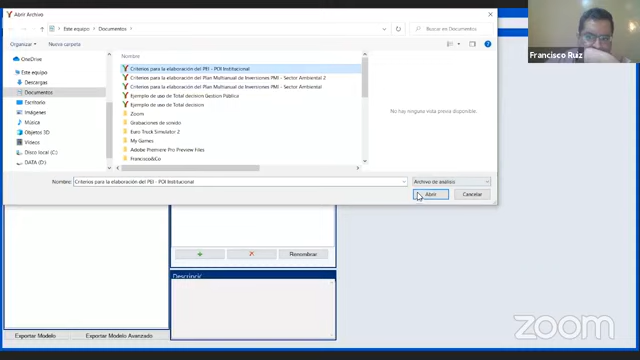 Abrir Archivo
Este equipo > Documentos >
Buscar en Documentos
Organizar
Nueva carpeta
OneDrive
Este equipo
Descargas
Documentos
Escritorio
Imágenes
Música
Objetos 3D
Vídeos
Disco local (C:)
DATA (D:)
Nombre
Criterios para la elaboración del PEI - POI Institucional
Criterios para la elaboración del Plan Multianual de Inversiones PMI - Sector Ambiental 2
Criterios para la elaboración del Plan Multianual de Inversiones PMI - Sector Ambiental
Ejemplo de uso de Total decision Gestión Pública
Ejemplo de uso de Total decision
Zoom
Grabaciones de sonido
Euro Truck Simulator 2
My Games
Adobe Premiere Pro Preview Files
Francisco&Co
No hay ninguna vista previa disponible.
Nombre: Criterios para la elaboración del PEI - POI Institucional
Archivo de análisis
Abrir
Cancelar
Francisco Ruiz
Renombrar
Descripció
Exportar Modelo
Exportar Modelo Avanzado
zoom